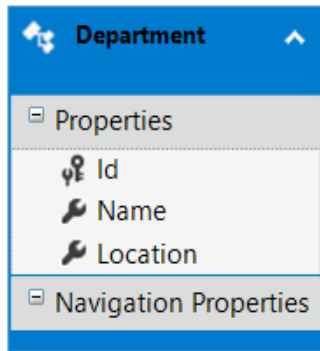 Department
Properties
Id
Name
Location
Navigation Properties